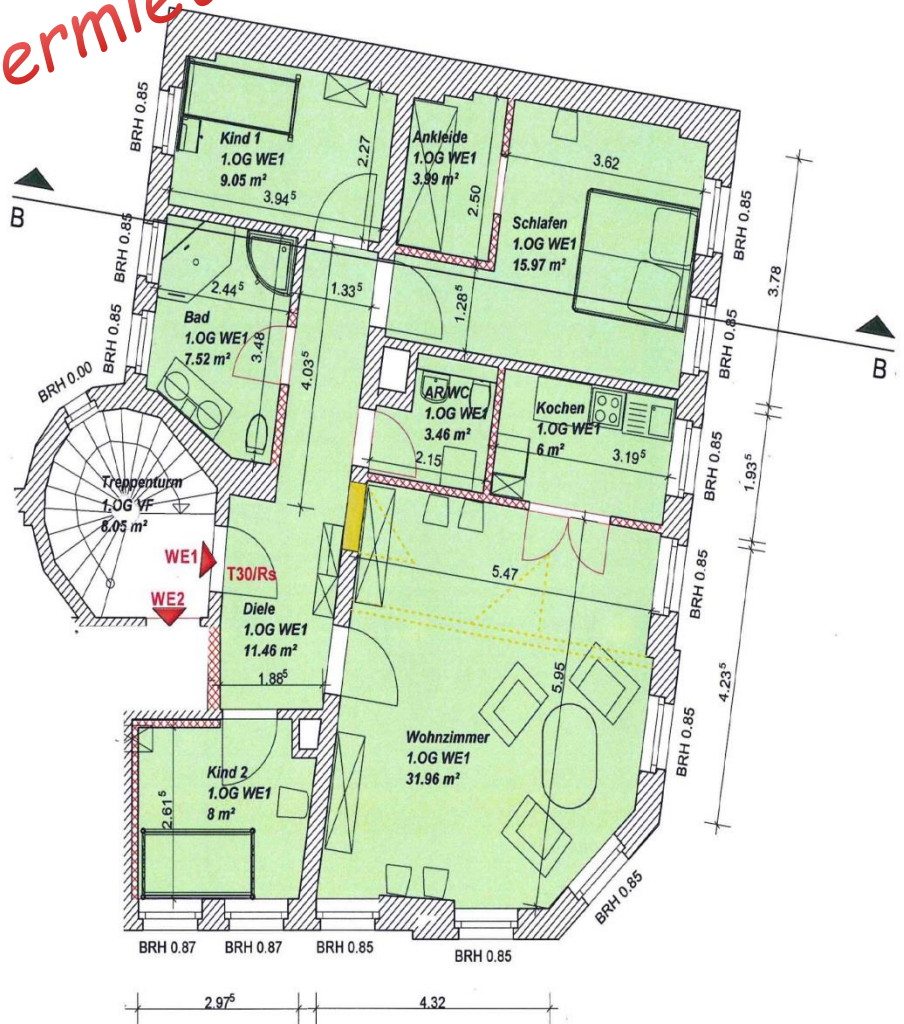 ermiet
BRH 0.85
Kind 1
1.OG WE1
9.05 m²
2.27
3.94⁵
Ankleide
1.OG WE1
3.99 m²
2.50
3.62
Schlafen
1.OG WE1
15.97 m²
BRH 0.85
3.78
B
BRH 0.85
2.44⁵
1.33⁵
1.28⁵
BRH 0.85
B
Bad
1.OG WE1
7.52 m²
3.48
4.03⁵
BRH 0.85
BRH 0.00
AR/WC
1.OG WE1
3.46 m²
2.15
Kochen
1.OG WE1
6 m²
3.19⁵
BRH 0.85
1.93⁵
Treppenturm
1.OG VF
8.05 m²
WE1
T30/Rs
WE2
5.47
BRH 0.85
Diele
1.OG WE1
11.46 m²
1.88⁵
5.95
4.23⁵
BRH 0.85
Wohnzimmer
1.OG WE1
31.96 m²
Kind 2
1.OG WE1
8 m²
2.61⁵
BRH 0.85
BRH 0.87
BRH 0.87
BRH 0.85
BRH 0.85
2.97⁵
4.32